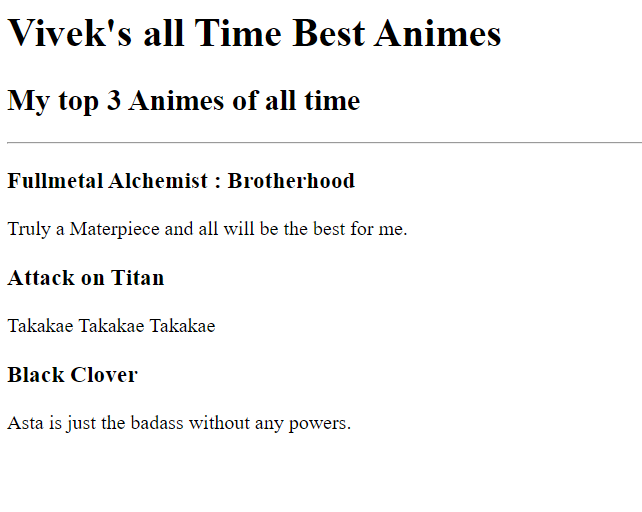 Vivek's all Time Best Animes
My top 3 Animes of all time
Fullmetal Alchemist : Brotherhood
Truly a Materpiece and all will be the best for me.
Attack on Titan
Takakae Takakae Takakae
Black Clover
Asta is just the badass without any powers.